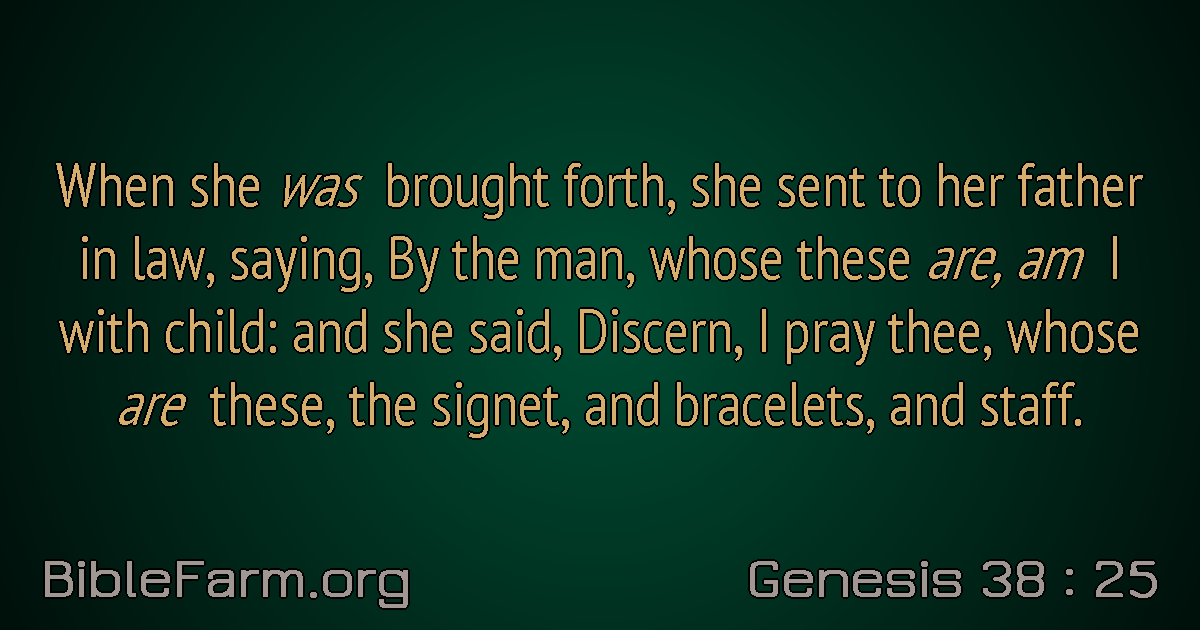 When she was brought forth, she sent to her father
in law, saying, By the man, whose these are, am I
with child: and she said, Discern, I pray thee, whose
are these, the signet, and bracelets, and staff.
BibleFarm.org
Genesis 38 : 25